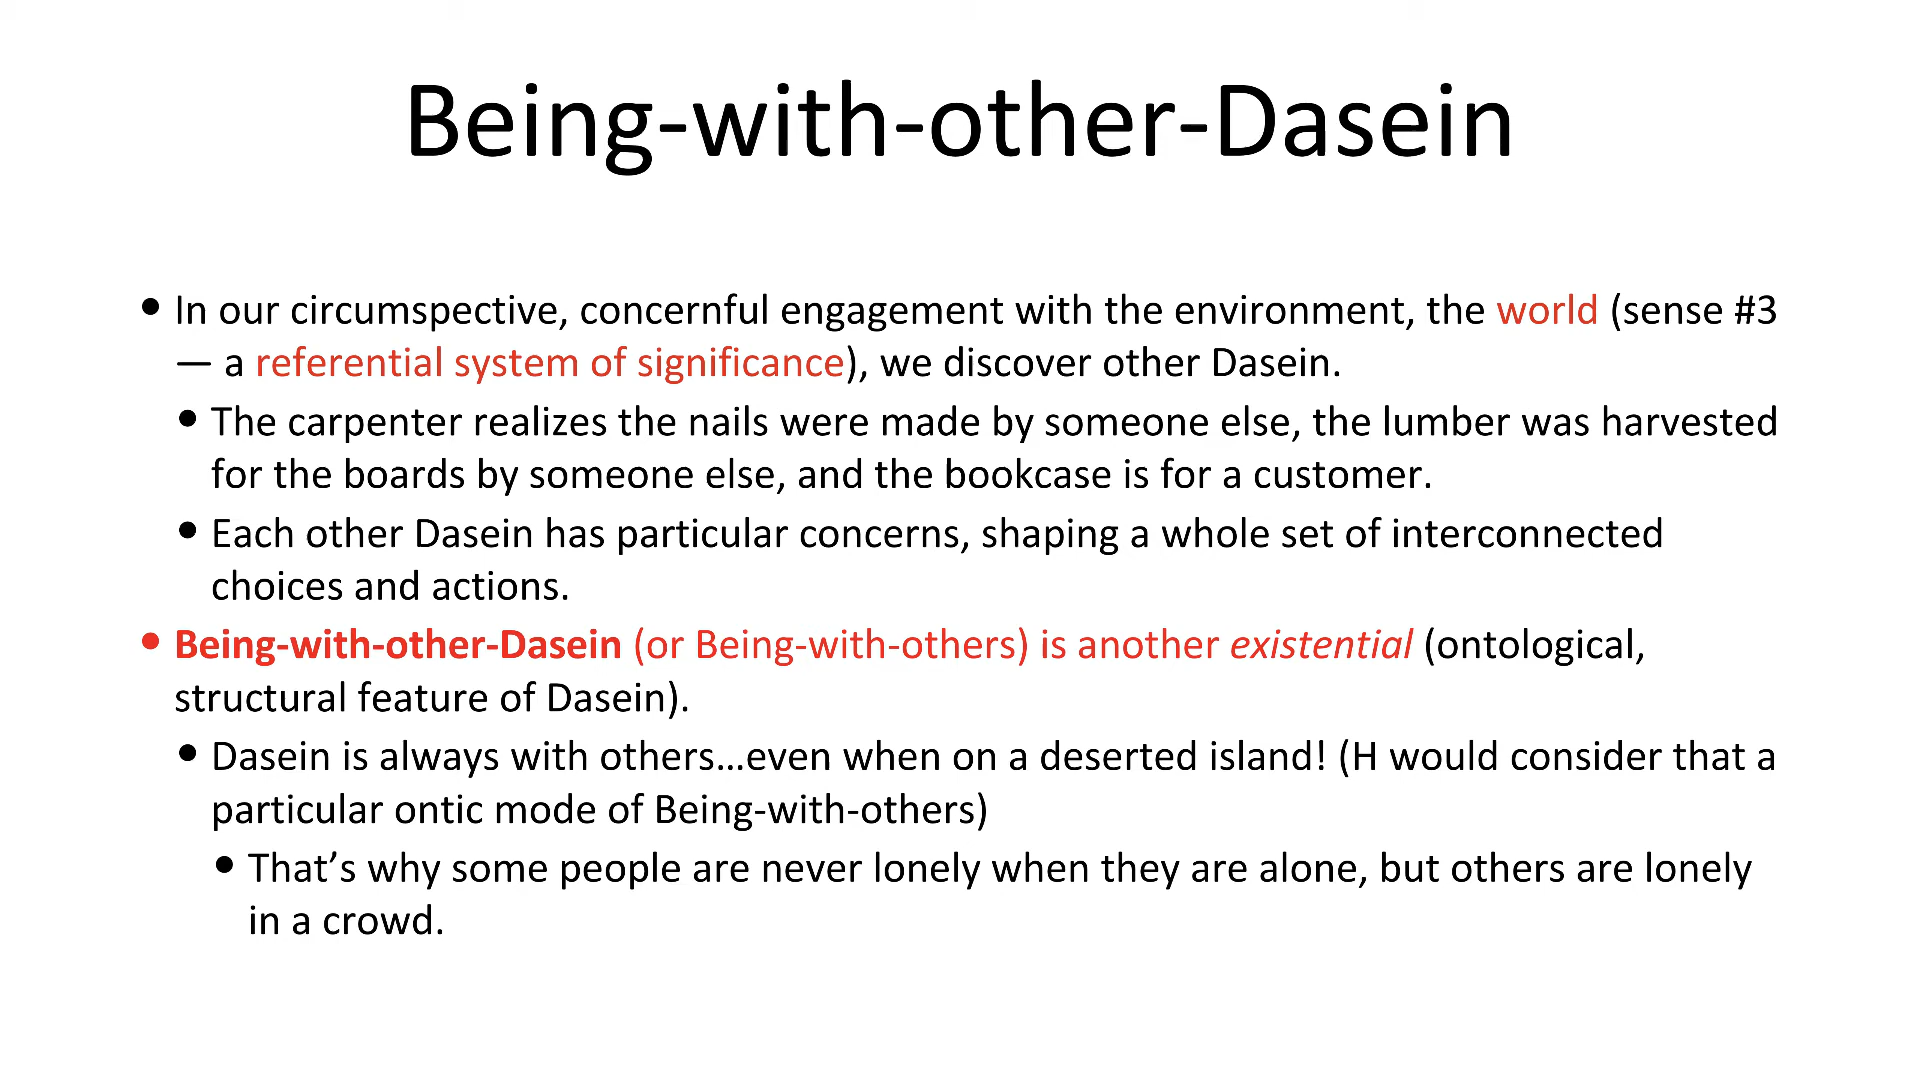 Being-with-other-Dasein
• In our circumspective, concernful engagement with the environment, the world (sense #3
— a referential system of significance), we discover other Dasein.
• The carpenter realizes the nails were made by someone else, the lumber was harvested
for the boards by someone else, and the bookcase is for a customer.
• Each other Dasein has particular concerns, shaping a whole set of interconnected
choices and actions.
• Being-with-other-Dasein (or Being-with-others) is another existential (ontological,
structural feature of Dasein).
• Dasein is always with others…even when on a deserted island! (H would consider that a
particular ontic mode of Being-with-others)
• That’s why some people are never lonely when they are alone, but others are lonely
in a crowd.